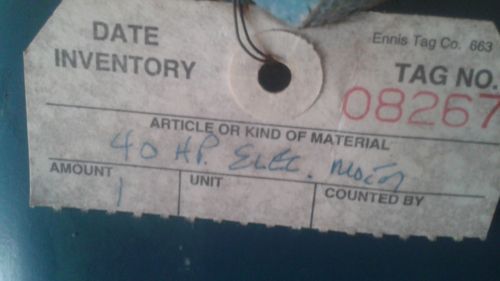 DATE
INVENTORY
Ennis Tag Co. 863
TAG NO.
08267
ARTICLE OR KIND OF MATERIAL
40 HP. ELEC. MOTOR
AMOUNT
1
UNIT
COUNTED BY